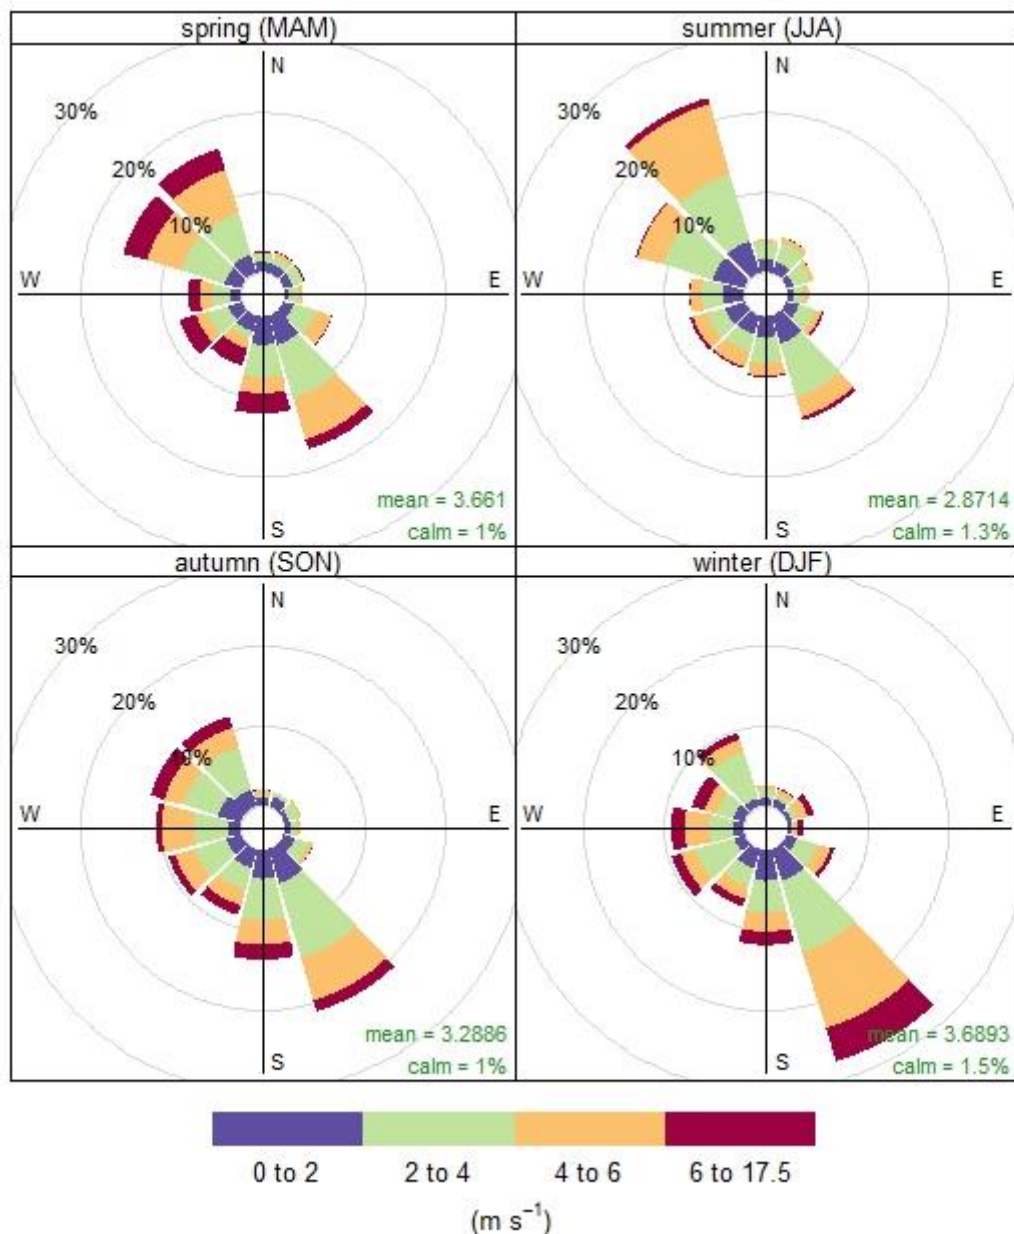 spring (MAM)
N
30%
20%
10%
W
E
S
mean = 3.661
calm = 1%
summer (JJA)
N
30%
20%
10%
W
E
S
mean = 2.8714
calm = 1.3%
autumn (SON)
N
30%
20%
10%
W
E
S
mean = 3.2886
calm = 1%
winter (DJF)
N
30%
20%
10%
W
E
S
mean = 3.6893
calm = 1.5%
0 to 2 2 to 4 4 to 6 6 to 17.5
(m s⁻¹)